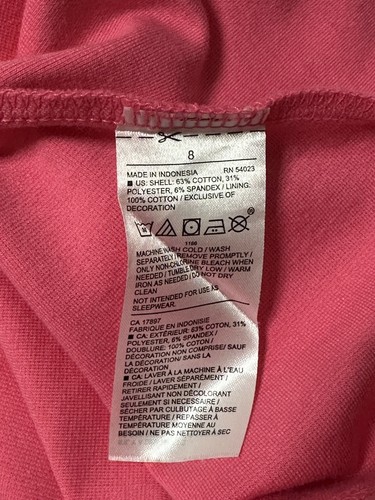 8
MADE IN INDONESIA RN 54023
■ US: SHELL: 63% COTTON, 31%
POLYESTER, 6% SPANDEX / LINING:
100% COTTON / EXCLUSIVE OF
DECORATION
®
1166
MACHINE WASH COLD / WASH
SEPARATELY / REMOVE PROMPTLY /
ONLY NON-CHLORINE BLEACH WHEN
NEEDED / TUMBLE DRY LOW / WARM
IRON AS NEEDED / DO NOT DRY
CLEAN
NOT INTENDED FOR USE AS
SLEEPWEAR.
CA 17897
FABRIQUÉ EN INDONÉSIE
■ CA: EXTÉRIEUR: 63% COTON, 31%
POLYESTER, 6% SPANDEX /
DOUBLURE: 100% COTON /
DÉCORATION NON COMPRISE/ SAUF
LA DÉCORATION/ SANS LA
DÉCORATION
■ CA: LAVER À LA MACHINE À L'EAU
FROIDE / LAVER SÉPARÉMENT /
RETIRER RAPIDEMENT /
JAVELLISANT NON DÉCOLORANT
SEULEMENT SI NÉCESSAIRE /
SÉCHER PAR CULBUTAGE À BASSE
TEMPÉRATURE / REPASSER À
TEMPÉRATURE MOYENNE AU
BESOIN / NE PAS NETTOYER À SEC